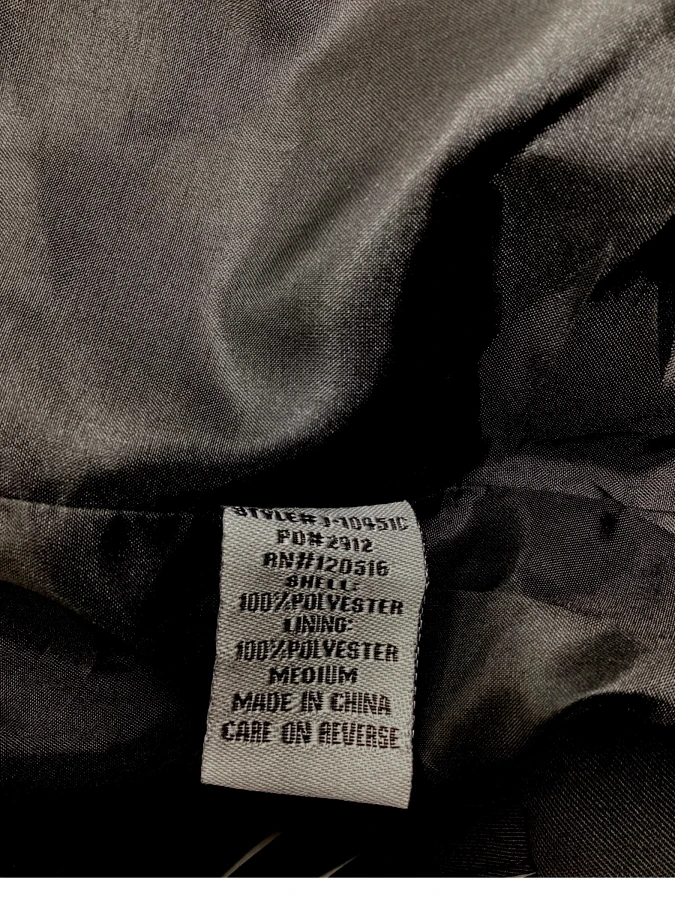 STYLE# J-10451C
PO#2912
RN#120516
SHELL:
100%POLYESTER
LINING:
100%POLYESTER
MEDIUM
MADE IN CHINA
CARE ON REVERSE